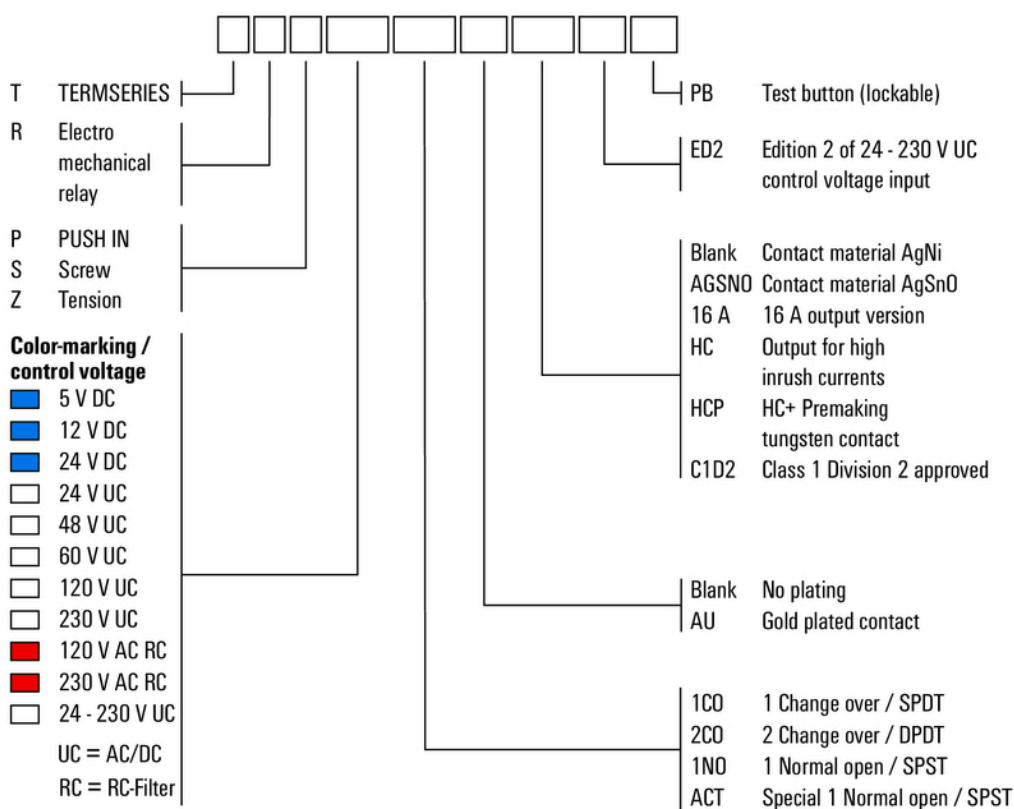 T TERMSERIES
R Electro
mechanical
relay
P PUSH IN
S Screw
Z Tension
Color-marking /
control voltage
5 V DC
12 V DC
24 V DC
24 V UC
48 V UC
60 V UC
120 V UC
230 V UC
120 V AC RC
230 V AC RC
24 - 230 V UC
UC = AC/DC
RC = RC-Filter
PB Test button (lockable)
ED2 Edition 2 of 24 - 230 V UC
control voltage input
Blank Contact material AgNi
AGSNO Contact material AgSnO
16 A 16 A output version
HC Output for high
inrush currents
HCP HC+ Premaking
tungsten contact
C1D2 Class 1 Division 2 approved
Blank No plating
AU Gold plated contact
1CO 1 Change over / SPDT
2CO 2 Change over / DPDT
1NO 1 Normal open / SPST
ACT Special 1 Normal open / SPST